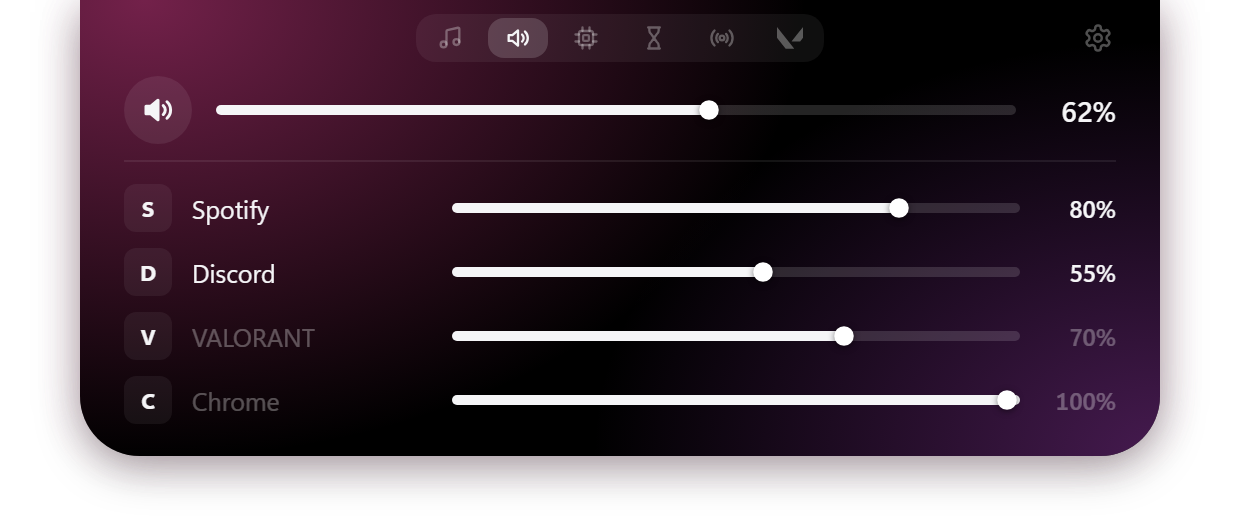 62%
S Spotify 80%
D Discord 55%
V VALORANT 70%
C Chrome 100%